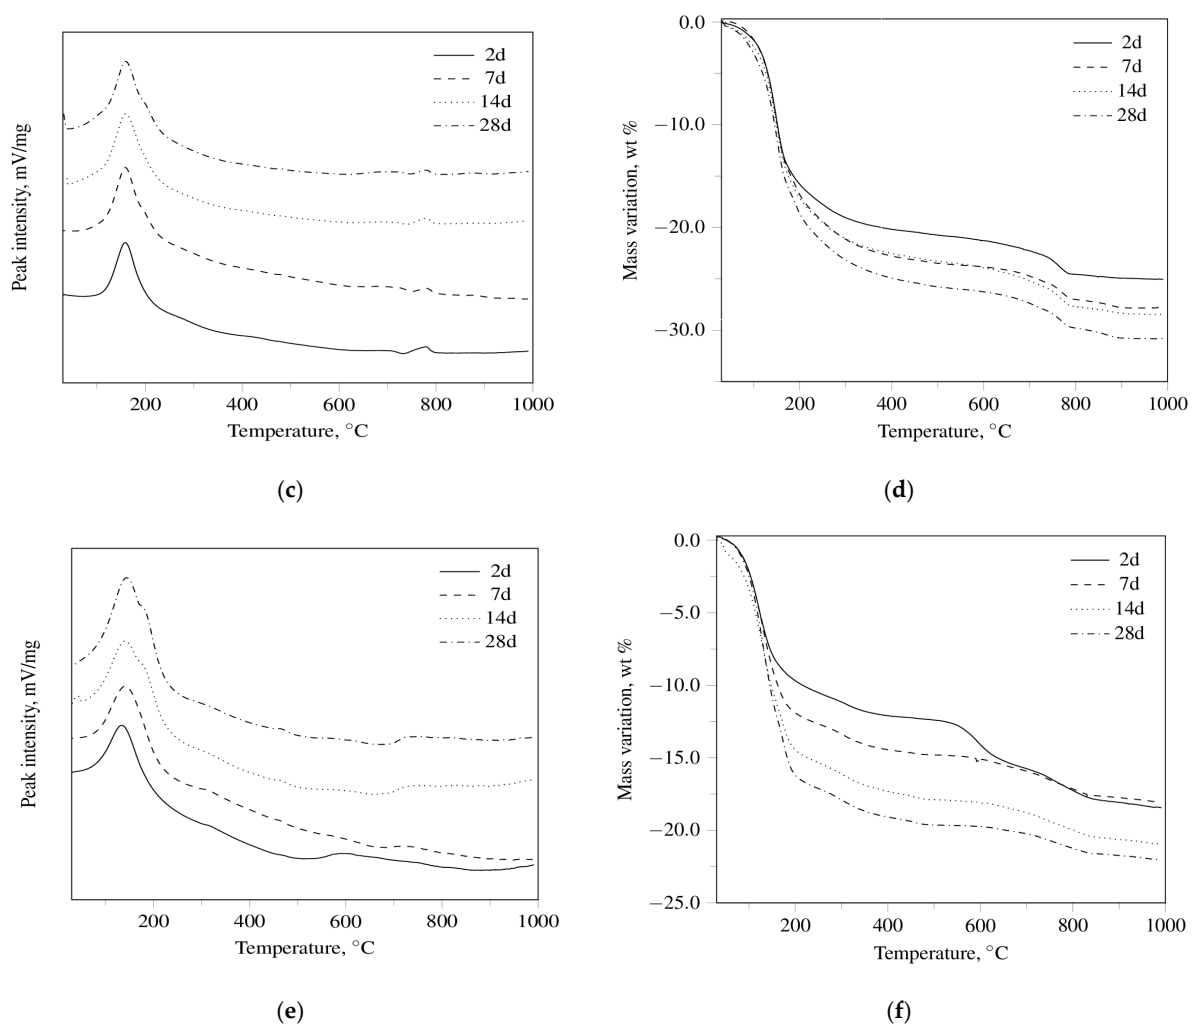 2d
7d
14d
28d
Peak intensity, mV/mg
200
400
600
800
1000
Temperature, °C
(c)
0.0
−10.0
−20.0
−30.0
2d
7d
14d
28d
Mass variation, wt %
200
400
600
800
1000
Temperature, °C
(d)
2d
7d
14d
28d
Peak intensity, mV/mg
200
400
600
800
1000
Temperature, °C
(e)
0.0
−5.0
−10.0
−15.0
−20.0
−25.0
2d
7d
14d
28d
Mass variation, wt %
200
400
600
800
1000
Temperature, °C
(f)